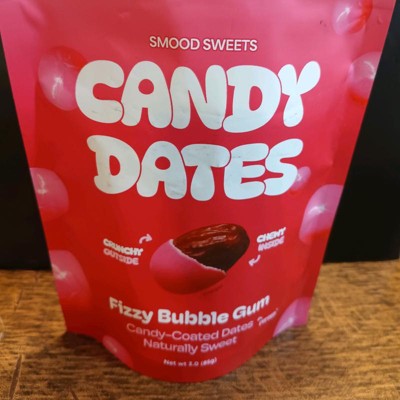 SMOOD SWEETS
CANDY
DATES
CRUNCHY
OUTSIDE
CHEWY
INSIDE
Fizzy Bubble Gum
Candy-Coated Dates
Naturally Sweet